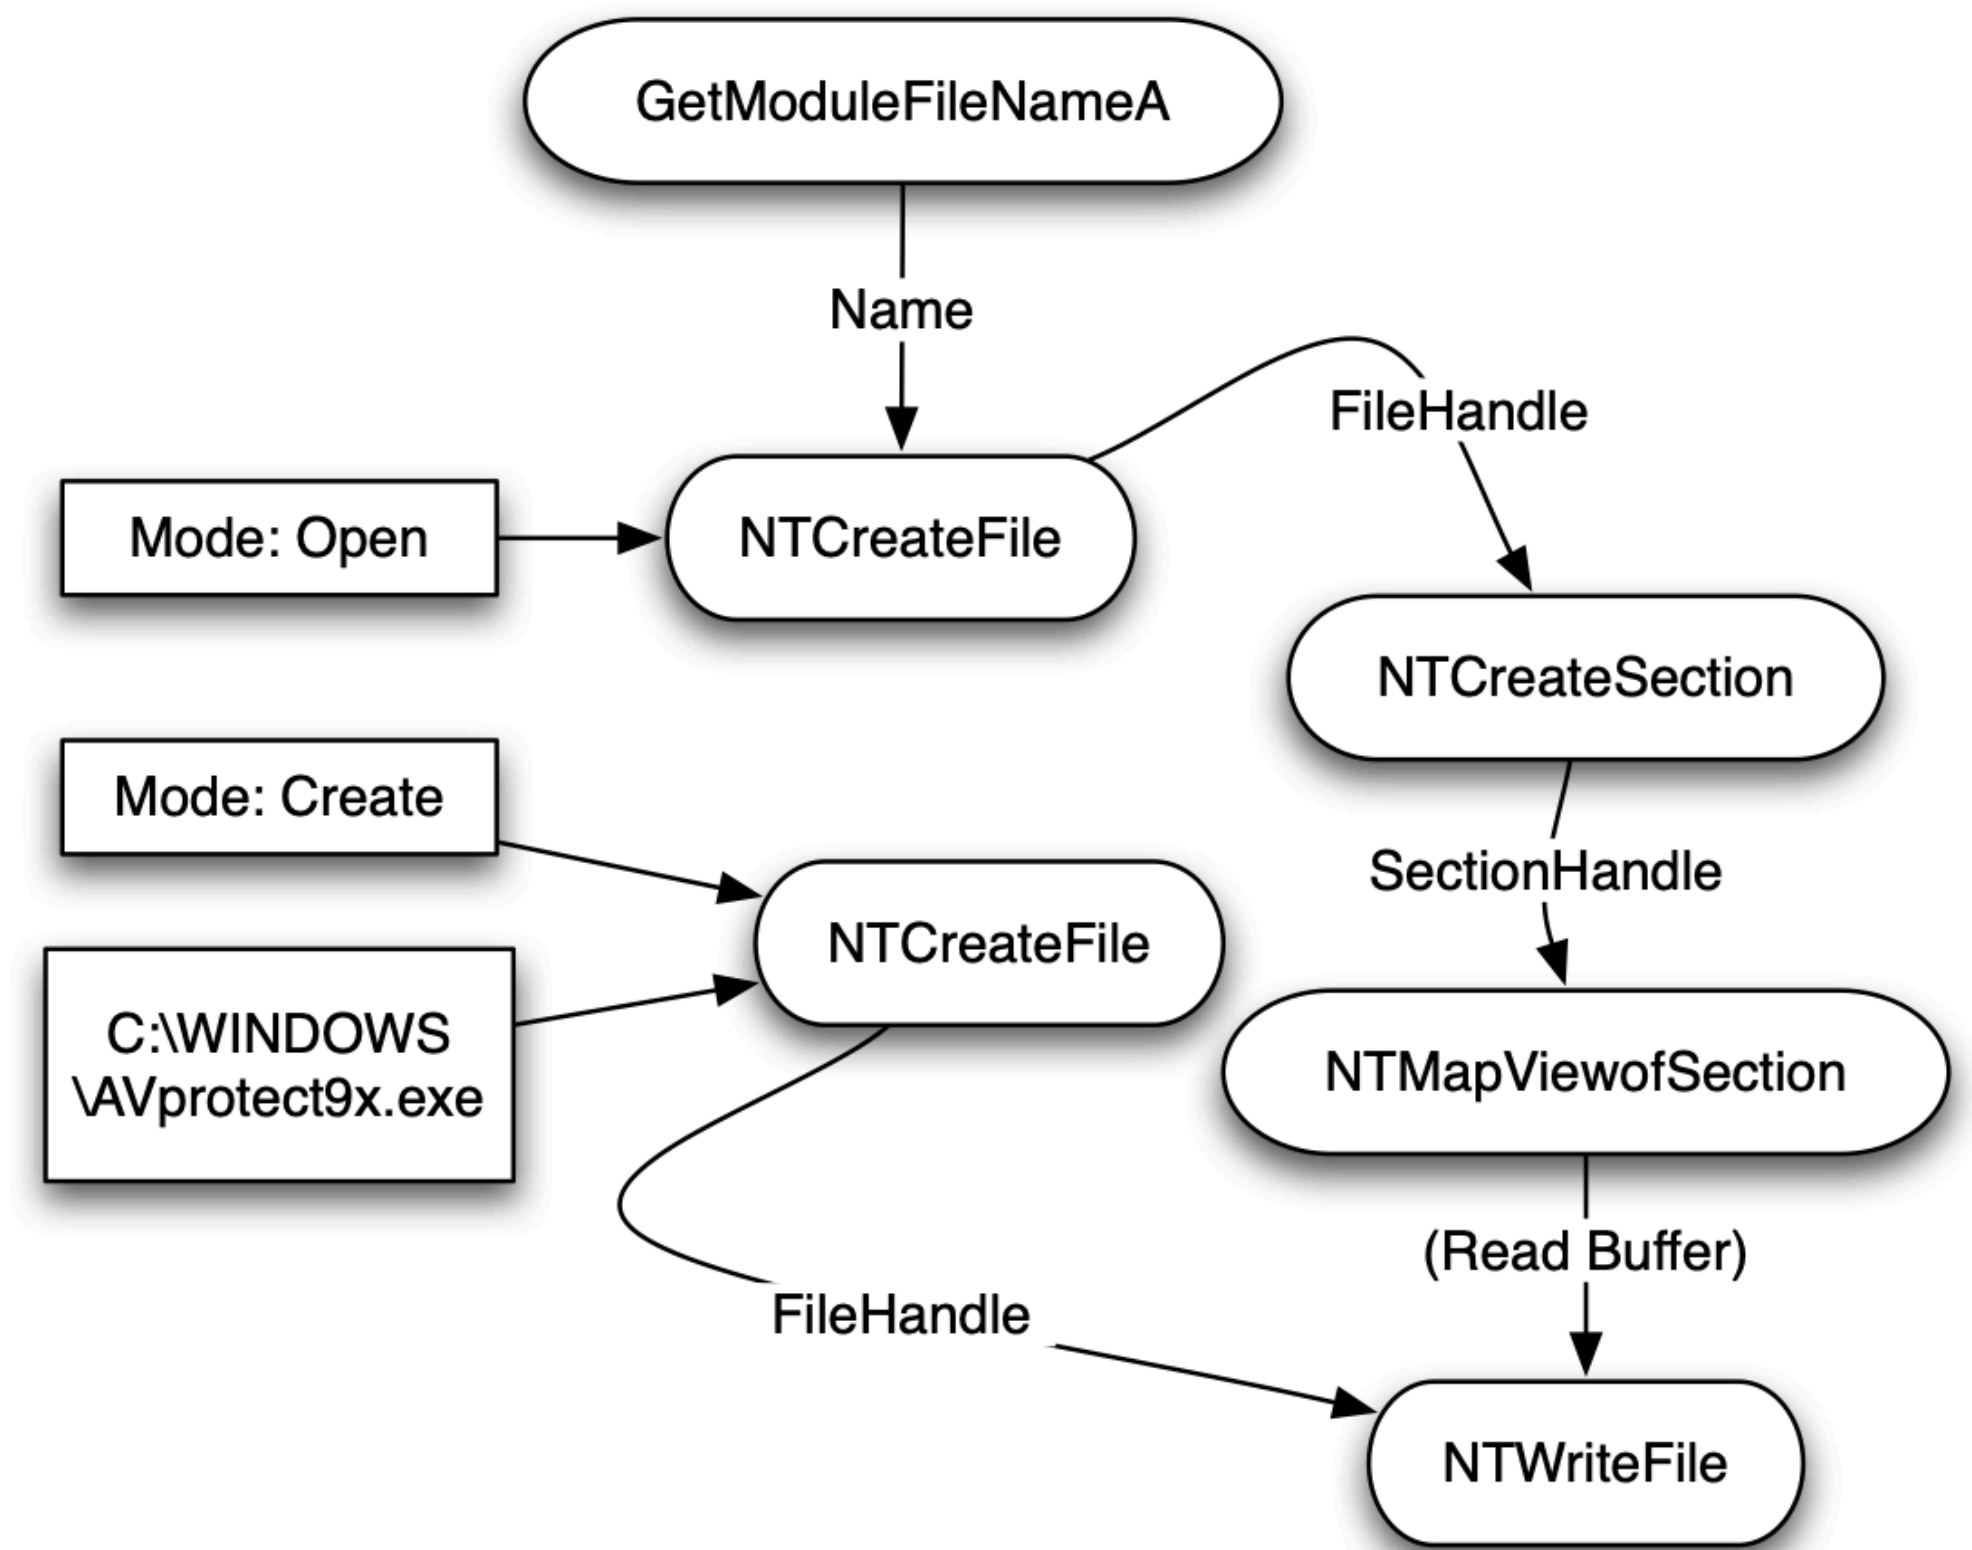 GetModuleFileNameA
Name
FileHandle
Mode: Open
NTCreateFile
NTCreateSection
Mode: Create
SectionHandle
NTCreateFile
C:\WINDOWS
\AVprotect9x.exe
NTMapViewofSection
(Read Buffer)
FileHandle
NTWriteFile